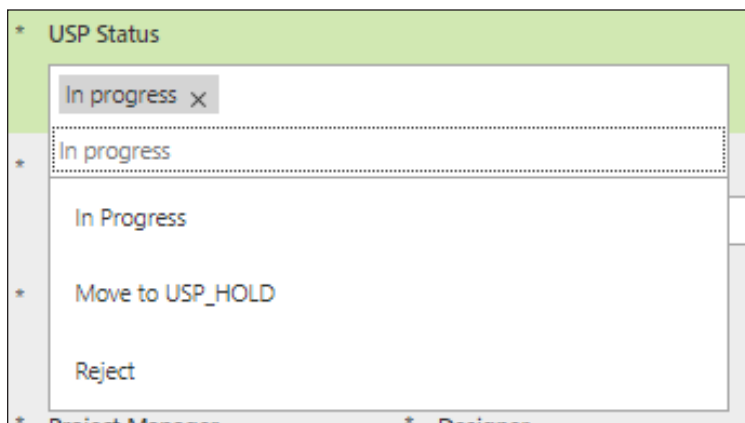 * USP Status
In progress ×
In progress
*
In Progress
* Move to USP_HOLD
Reject
* Project Manager * Designer